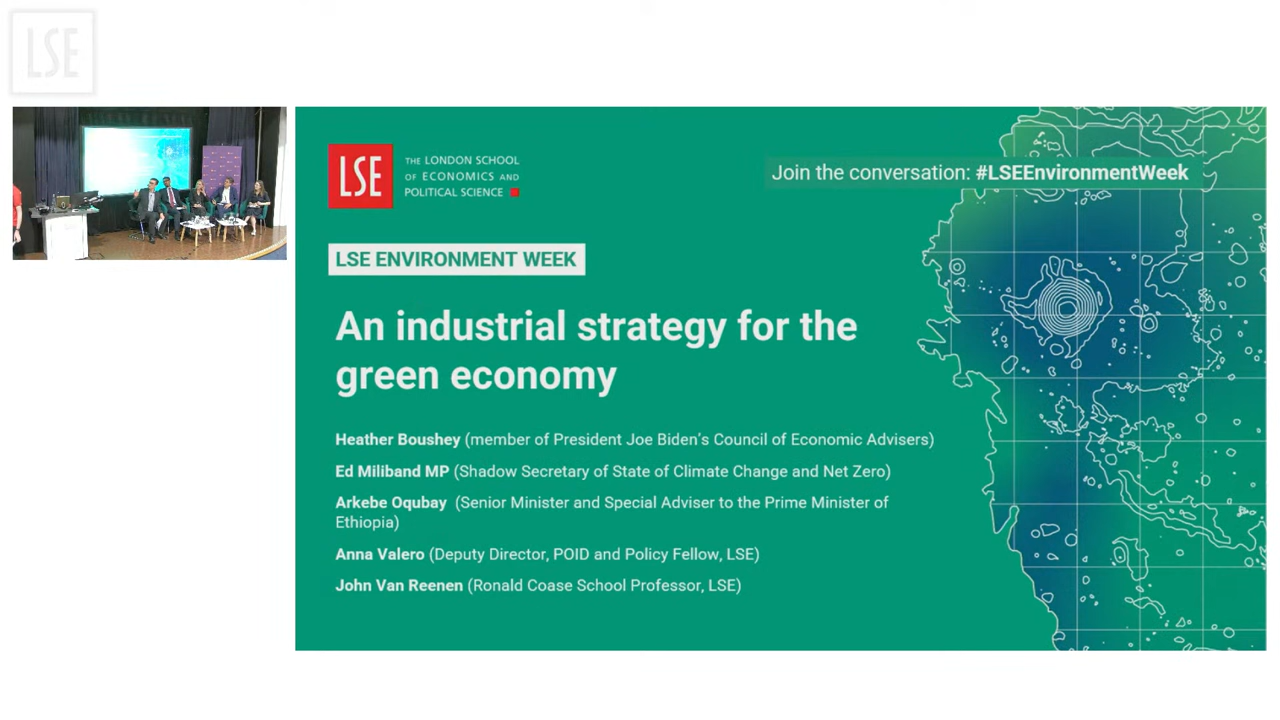 LSE
LSE
THE LONDON SCHOOL
OF ECONOMICS AND
POLITICAL SCIENCE
Join the conversation: #LSEEnvironmentWeek
LSE ENVIRONMENT WEEK
An industrial strategy for the
green economy
Heather Boushey (member of President Joe Biden's Council of Economic Advisers)
Ed Miliband MP (Shadow Secretary of State of Climate Change and Net Zero)
Arkebe Oqubay (Senior Minister and Special Adviser to the Prime Minister of
Ethiopia)
Anna Valero (Deputy Director, POID and Policy Fellow, LSE)
John Van Reenen (Ronald Coase School Professor, LSE)